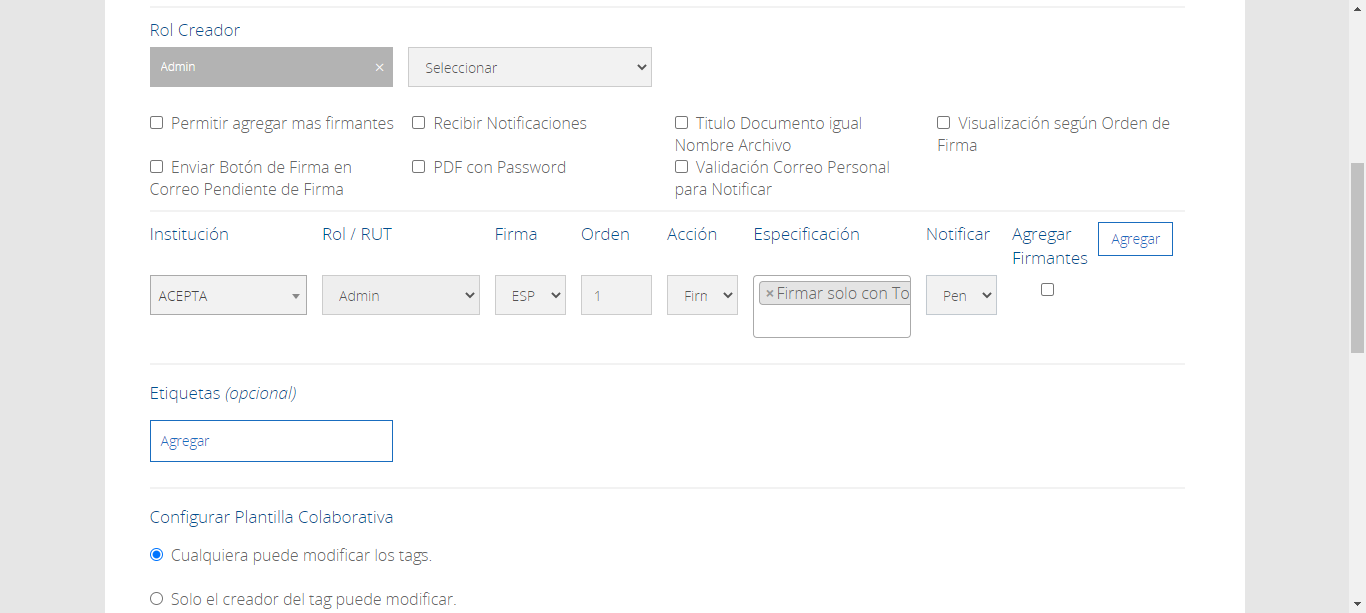 Rol Creador
Admin ×
Seleccionar
Permitir agregar mas firmantes
Recibir Notificaciones
Titulo Documento igual
Nombre Archivo
Visualización según Orden de
Firma
Enviar Botón de Firma en
Correo Pendiente de Firma
PDF con Password
Validación Correo Personal
para Notificar
Institución
Rol / RUT
Firma
Orden
Acción
Especificación
Notificar
Agregar
Firmantes
Agregar
ACEPTA
Admin
ESP
1
Firn
×Firmar solo con To
Pen
Etiquetas (opcional)
Agregar
Configurar Plantilla Colaborativa
Cualquiera puede modificar los tags.
Solo el creador del tag puede modificar.